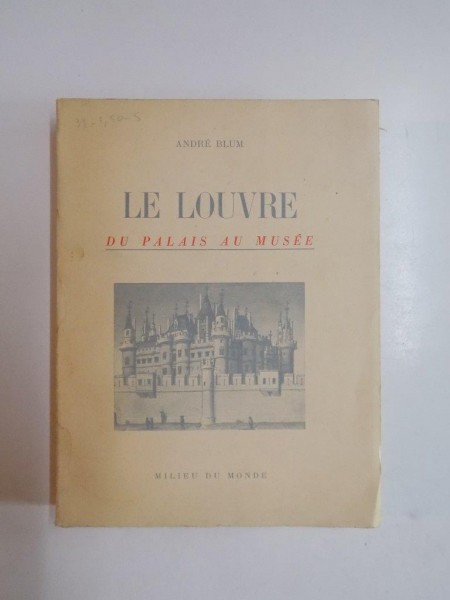 ANDRÉ BLUM
LE LOUVRE
DU PALAIS AU MUSÉE
MILIEU DU MONDE